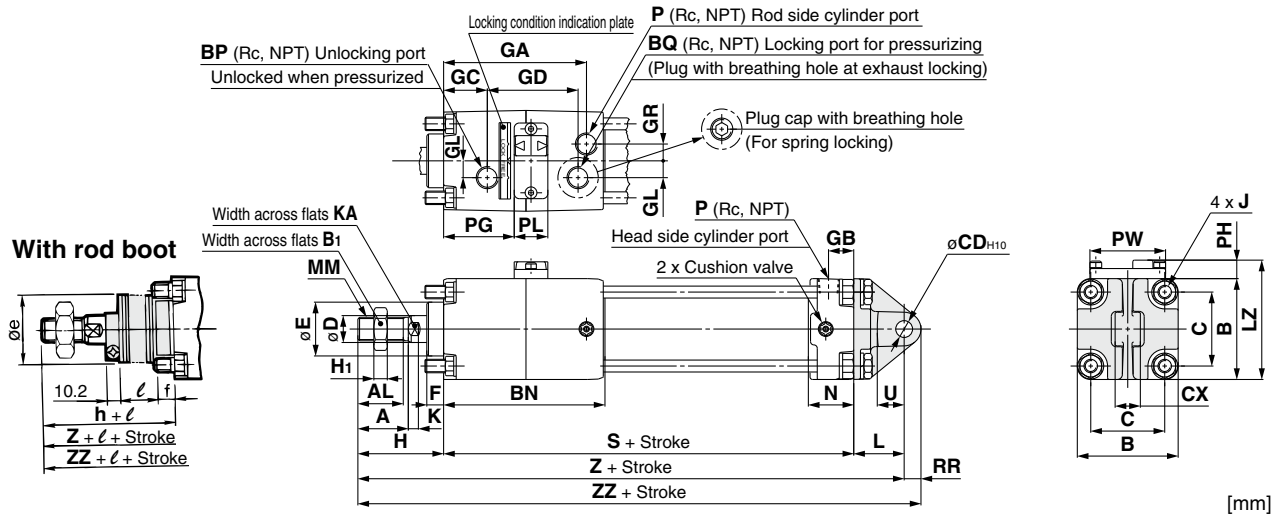 Locking condition indication plate
P (Rc, NPT) Rod side cylinder port
BP (Rc, NPT) Unlocking port
Unlocked when pressurized
GA
BQ (Rc, NPT) Locking port for pressurizing
(Plug with breathing hole at exhaust locking)
GC
GD
GR
Plug cap with breathing hole
(For spring locking)
GL
GL
PG
PL
P (Rc, NPT)
Head side cylinder port
2 x Cushion valve
GB
øCDH10
4 x J
PW
PH
Width across flats KA
Width across flats B1
MM
With rod boot
øe
øE
øD
C
B
LZ
H1
AL
F
BN
N
U
CX
10.2
ℓ
f
A
K
h + ℓ
H
S + Stroke
L
C
Z + ℓ + Stroke
Z + Stroke
RR
B
ZZ + ℓ + Stroke
ZZ + Stroke
[mm]